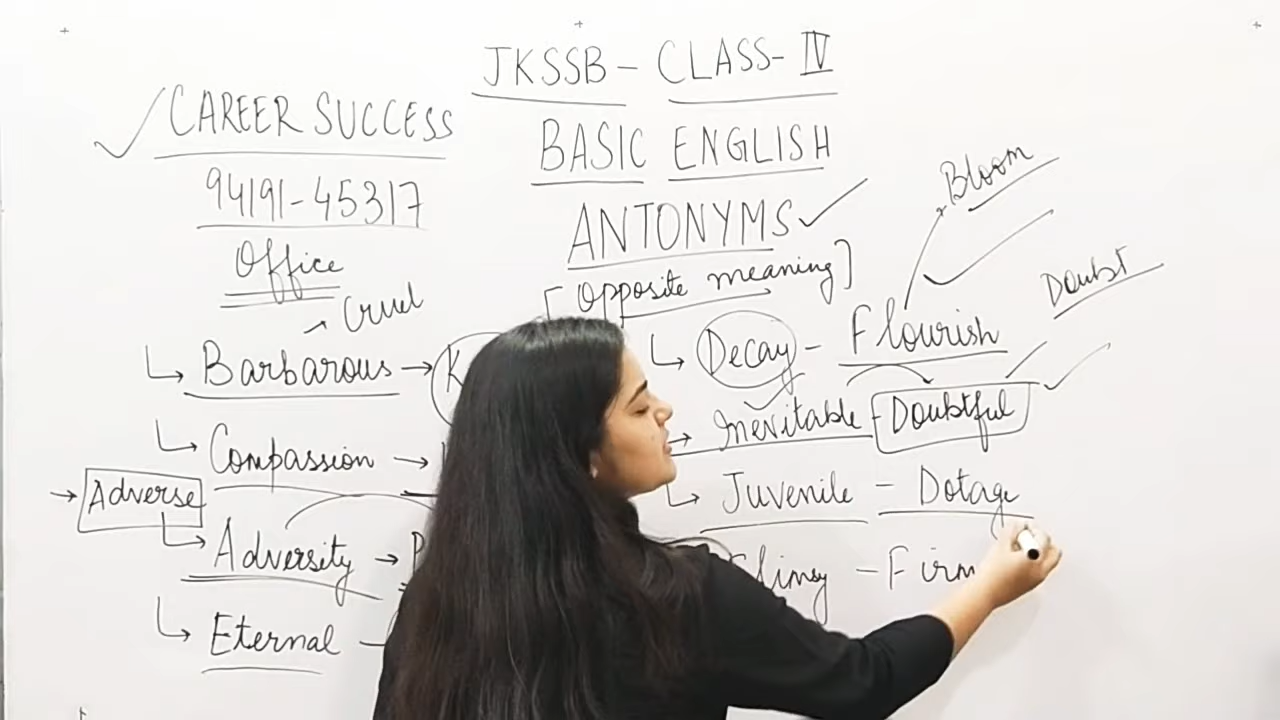 JKSSB - CLASS - IV
BASIC ENGLISH
ANTONYMS
[Opposite meaning]
CAREER SUCCESS
94191-45317
Office
Cruel
Barbarous → K
Compassion →
Adverse
Adversity → P
Eternal -
Bloom
Decay - Flourish
Doubt
Inevitable - Doubtful
Juvenile - Dotage
limsy - Firm